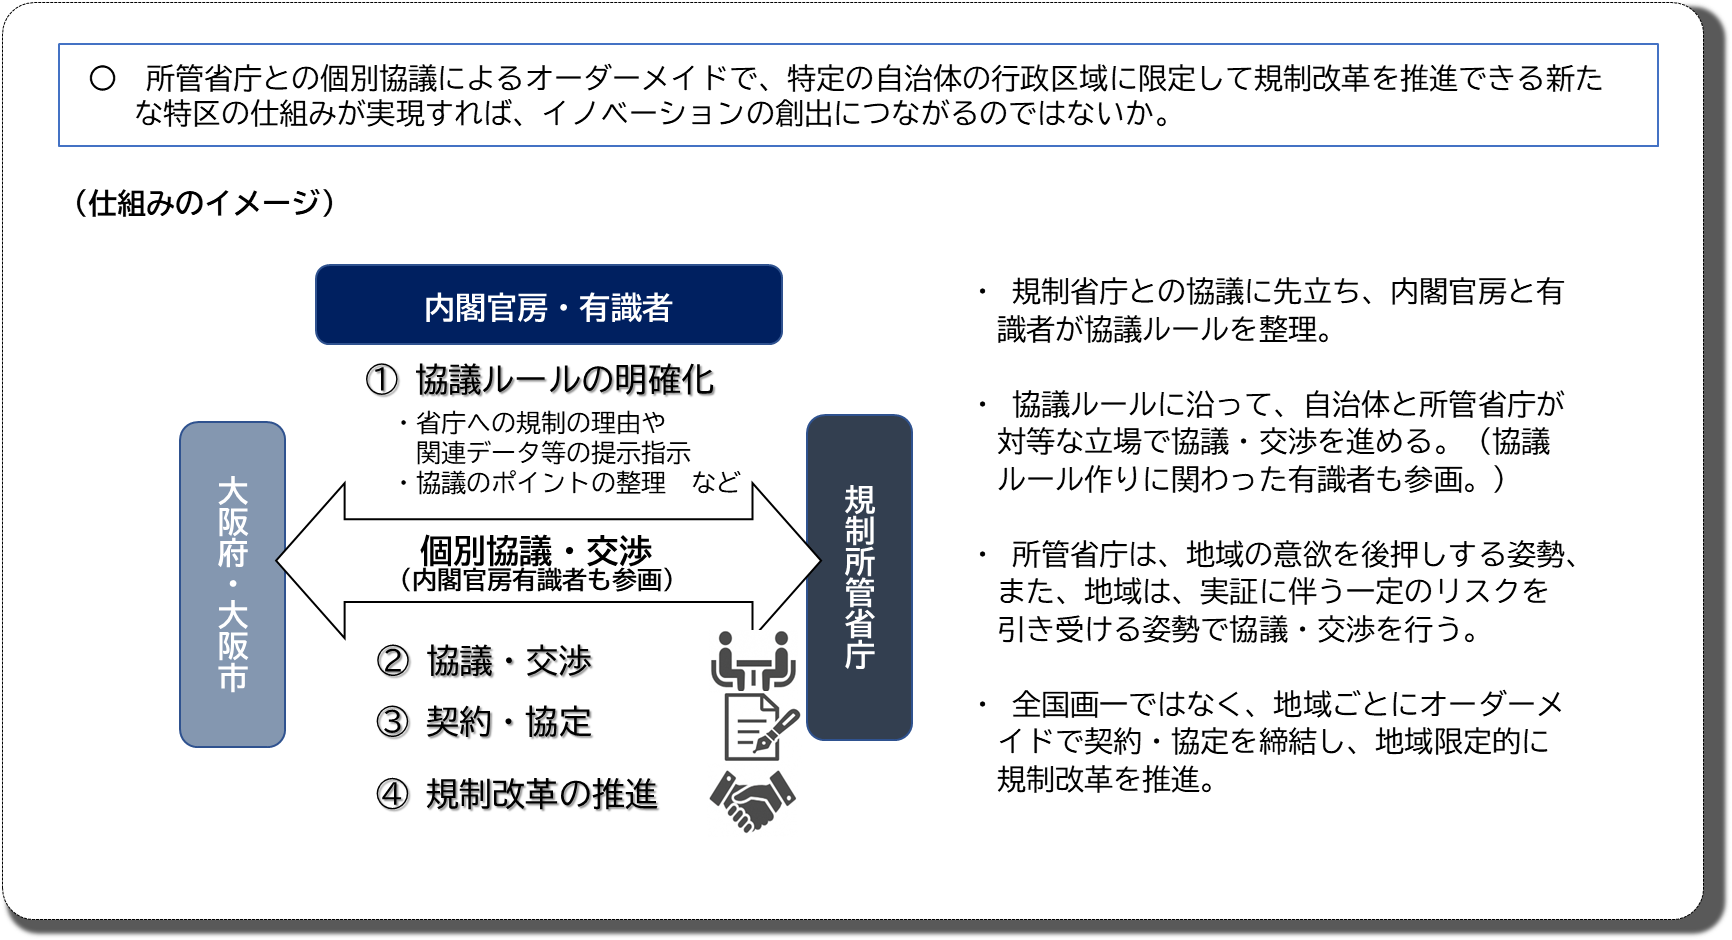 〇　所管省庁との個別協議によるオーダーメイドで、特定の自治体の行政区域に限定して規制改革を推進できる新た
な特区の仕組みが実現すれば、イノベーションの創出につながるのではないか。
（仕組みのイメージ）
内閣官房・有識者
① 協議ルールの明確化
・省庁への規制の理由や
関連データ等の提示指示
・協議のポイントの整理　など
大阪府・大阪市
個別協議・交渉
（内閣官房有識者も参画）
規制所管省庁
② 協議・交渉
③ 契約・協定
④ 規制改革の推進
・ 規制省庁との協議に先立ち、内閣官房と有
識者が協議ルールを整理。
・ 協議ルールに沿って、自治体と所管省庁が
対等な立場で協議・交渉を進める。（協議
ルール作りに関わった有識者も参画。）
・ 所管省庁は、地域の意欲を後押しする姿勢、
また、地域は、実証に伴う一定のリスクを
引き受ける姿勢で協議・交渉を行う。
・ 全国画一ではなく、地域ごとにオーダーメ
イドで契約・協定を締結し、地域限定的に
規制改革を推進。